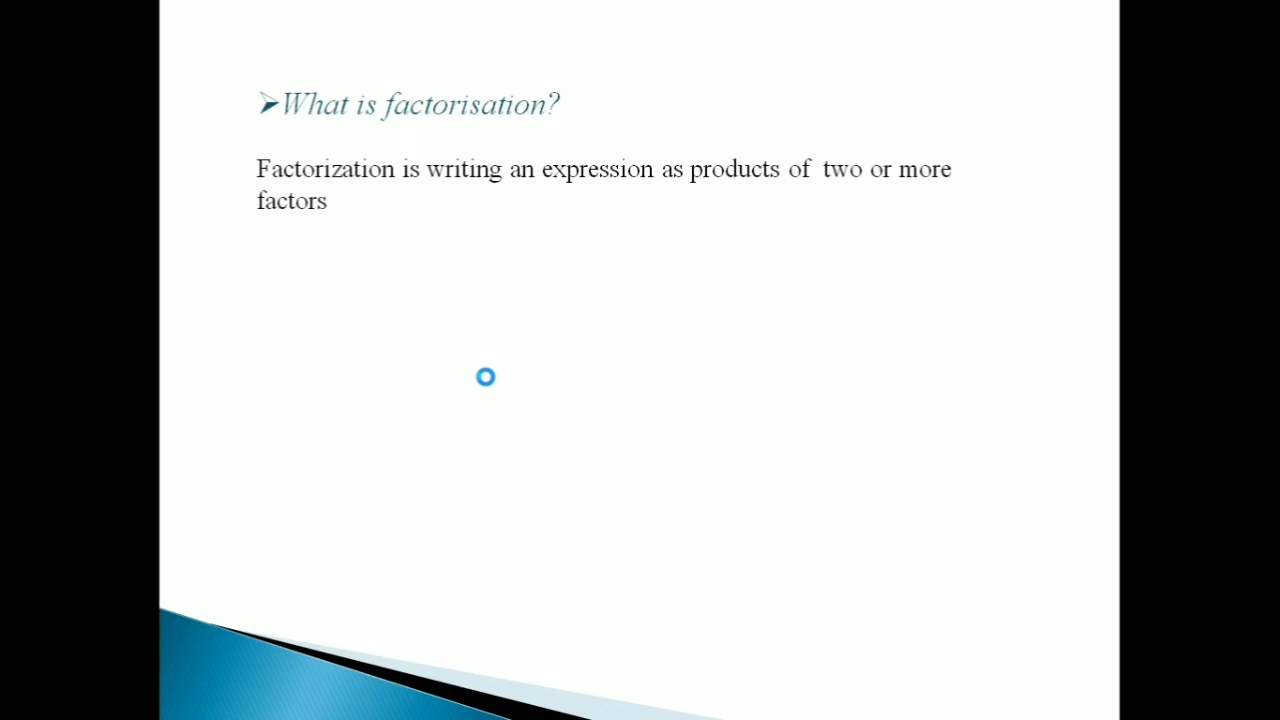 ➢What is factorisation?
Factorization is writing an expression as products of two or more
factors